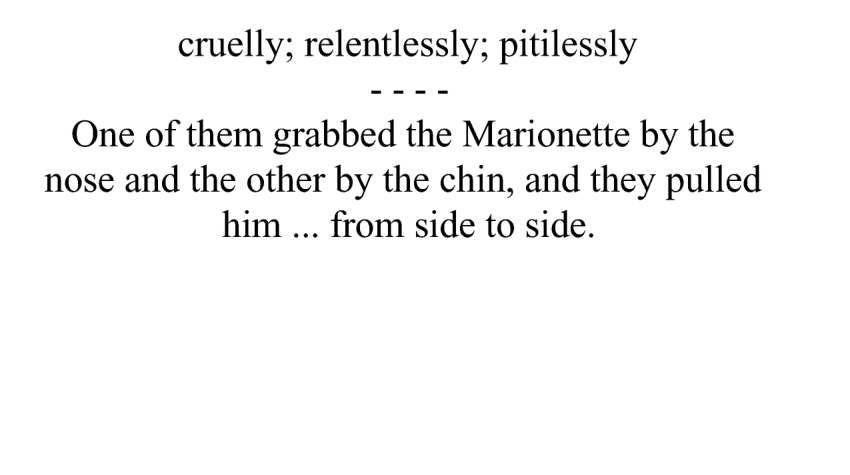 cruelly; relentlessly; pitilessly
- - - -
One of them grabbed the Marionette by the
nose and the other by the chin, and they pulled
him ... from side to side.